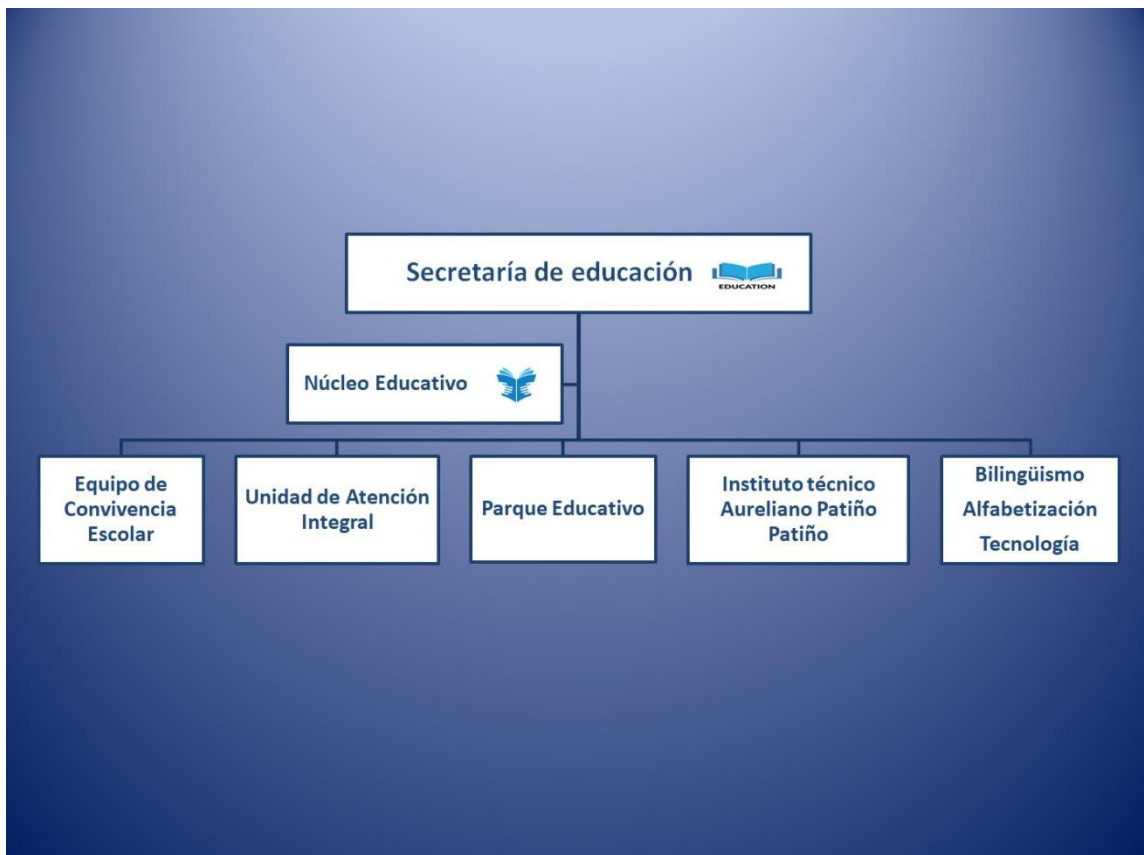 Secretaría de educación
EDUCATION
Núcleo Educativo
Equipo de
Convivencia
Escolar
Unidad de Atención
Integral
Parque Educativo
Instituto técnico
Aureliano Patiño
Patiño
Bilingüismo
Alfabetización
Tecnología